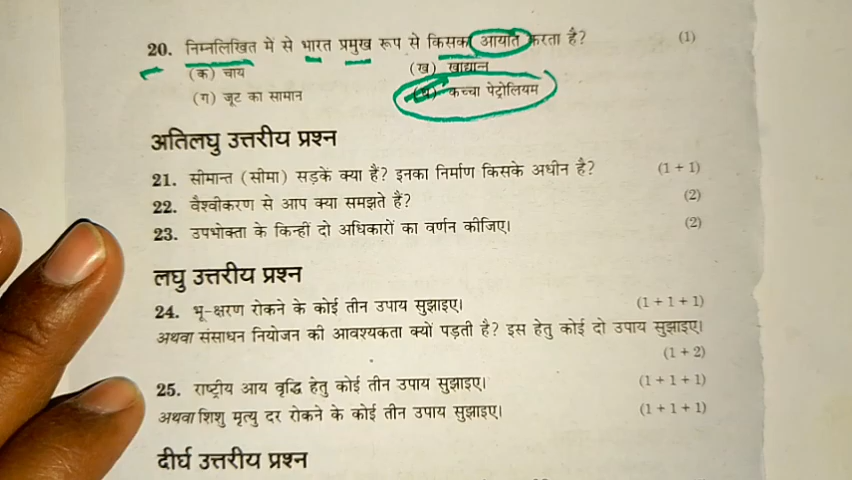 20. निम्नलिखित में से भारत प्रमुख रूप से किसका आयात करता है? (1)
(क) चाय (ख) खाद्यान्न
(ग) जूट का सामान (घ) कच्चा पेट्रोलियम
अतिलघु उत्तरीय प्रश्न
21. सीमान्त (सीमा) सड़कें क्या हैं? इनका निर्माण किसके अधीन है? (1 + 1)
22. वैश्वीकरण से आप क्या समझते हैं? (2)
23. उपभोक्ता के किन्हीं दो अधिकारों का वर्णन कीजिए। (2)
लघु उत्तरीय प्रश्न
24. भू-क्षरण रोकने के कोई तीन उपाय सुझाइए। (1 + 1 + 1)
अथवा संसाधन नियोजन की आवश्यकता क्यों पड़ती है? इस हेतु कोई दो उपाय सुझाइए।
(1 + 2)
25. राष्ट्रीय आय वृद्धि हेतु कोई तीन उपाय सुझाइए। (1 + 1 + 1)
अथवा शिशु मृत्यु दर रोकने के कोई तीन उपाय सुझाइए। (1 + 1 + 1)
दीर्घ उत्तरीय प्रश्न